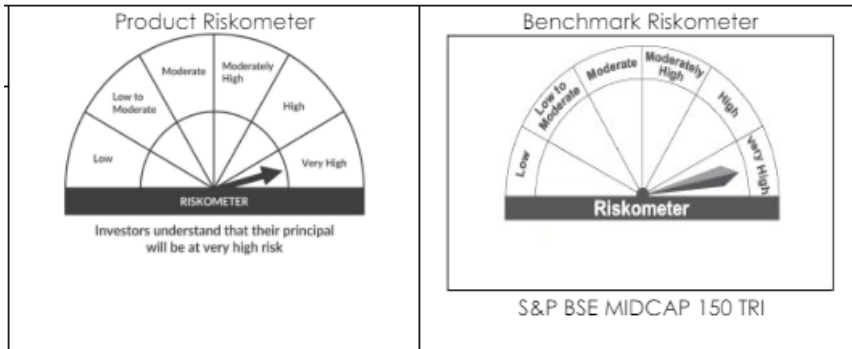 Product Riskometer
Low
Low to
Moderate
Moderate
Moderately
High
High
Very High
RISKOMETER
Investors understand that their principal
will be at very high risk
Benchmark Riskometer
Low
Low to
Moderate
Moderate
Moderately
High
High
Very High
Riskometer
S&P BSE MIDCAP 150 TRI